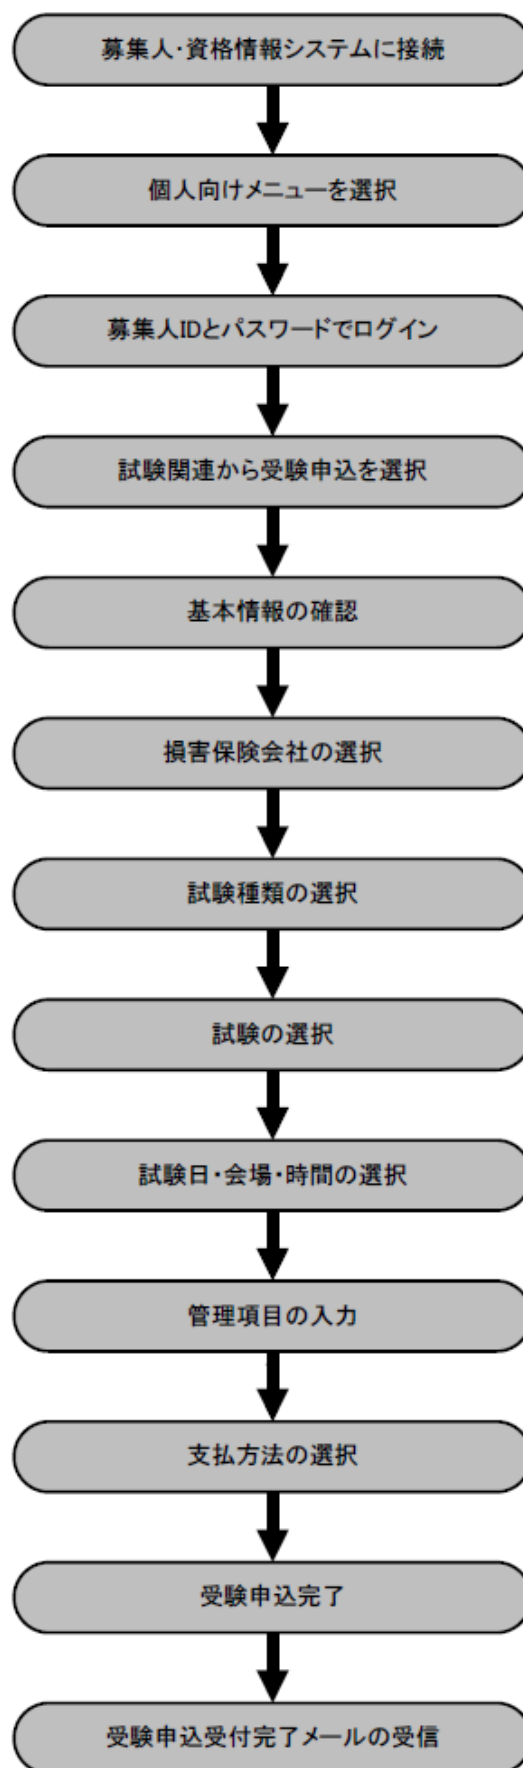 募集人・資格情報システムに接続
個人向けメニューを選択
募集人IDとパスワードでログイン
試験関連から受験申込を選択
基本情報の確認
損害保険会社の選択
試験種類の選択
試験の選択
試験日・会場・時間の選択
管理項目の入力
支払方法の選択
受験申込完了
受験申込受付完了メールの受信